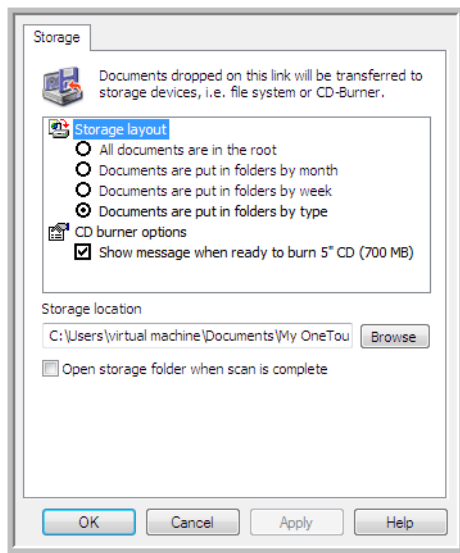 Storage
Documents dropped on this link will be transferred to
storage devices, i.e. file system or CD-Burner.
Storage layout
All documents are in the root
Documents are put in folders by month
Documents are put in folders by week
Documents are put in folders by type
CD burner options
Show message when ready to burn 5" CD (700 MB)
Storage location
C:\Users\virtual machine\Documents\My OneTou
Browse
Open storage folder when scan is complete
OK Cancel Apply Help